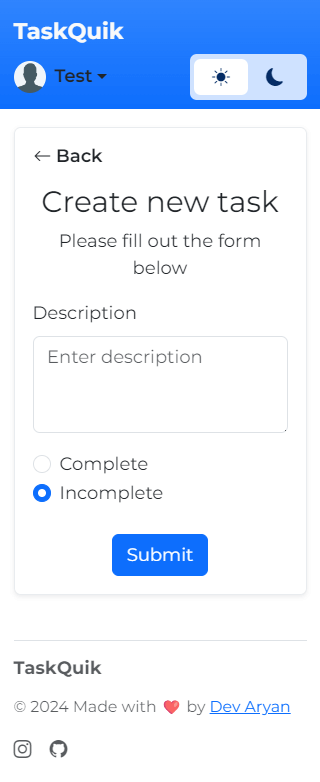 TaskQuik
Test
Back
Create new task
Please fill out the form
below
Description
Enter description
Complete
Incomplete
Submit
TaskQuik
© 2024 Made with ❤️ by Dev Aryan